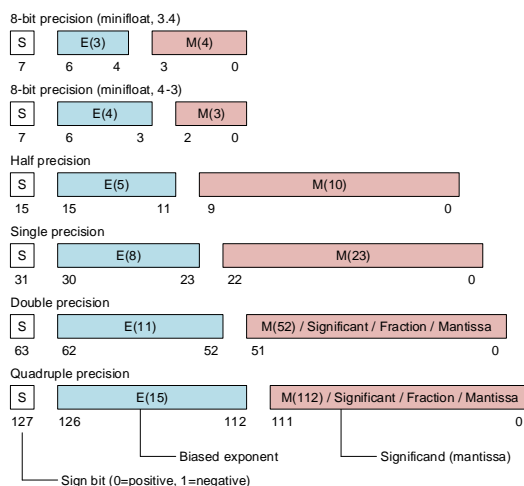 8-bit precision (minifloat, 3.4)
S E(3) M(4)
7 6 4 3 0
8-bit precision (minifloat, 4-3)
S E(4) M(3)
7 6 3 2 0
Half precision
S E(5) M(10)
15 15 11 9 0
Single precision
S E(8) M(23)
31 30 23 22 0
Double precision
S E(11) M(52) / Significant / Fraction / Mantissa
63 62 52 51 0
Quadruple precision
S E(15) M(112) / Significant / Fraction / Mantissa
127 126 112 111 0
Biased exponent Significand (mantissa)
Sign bit (0=positive, 1=negative)